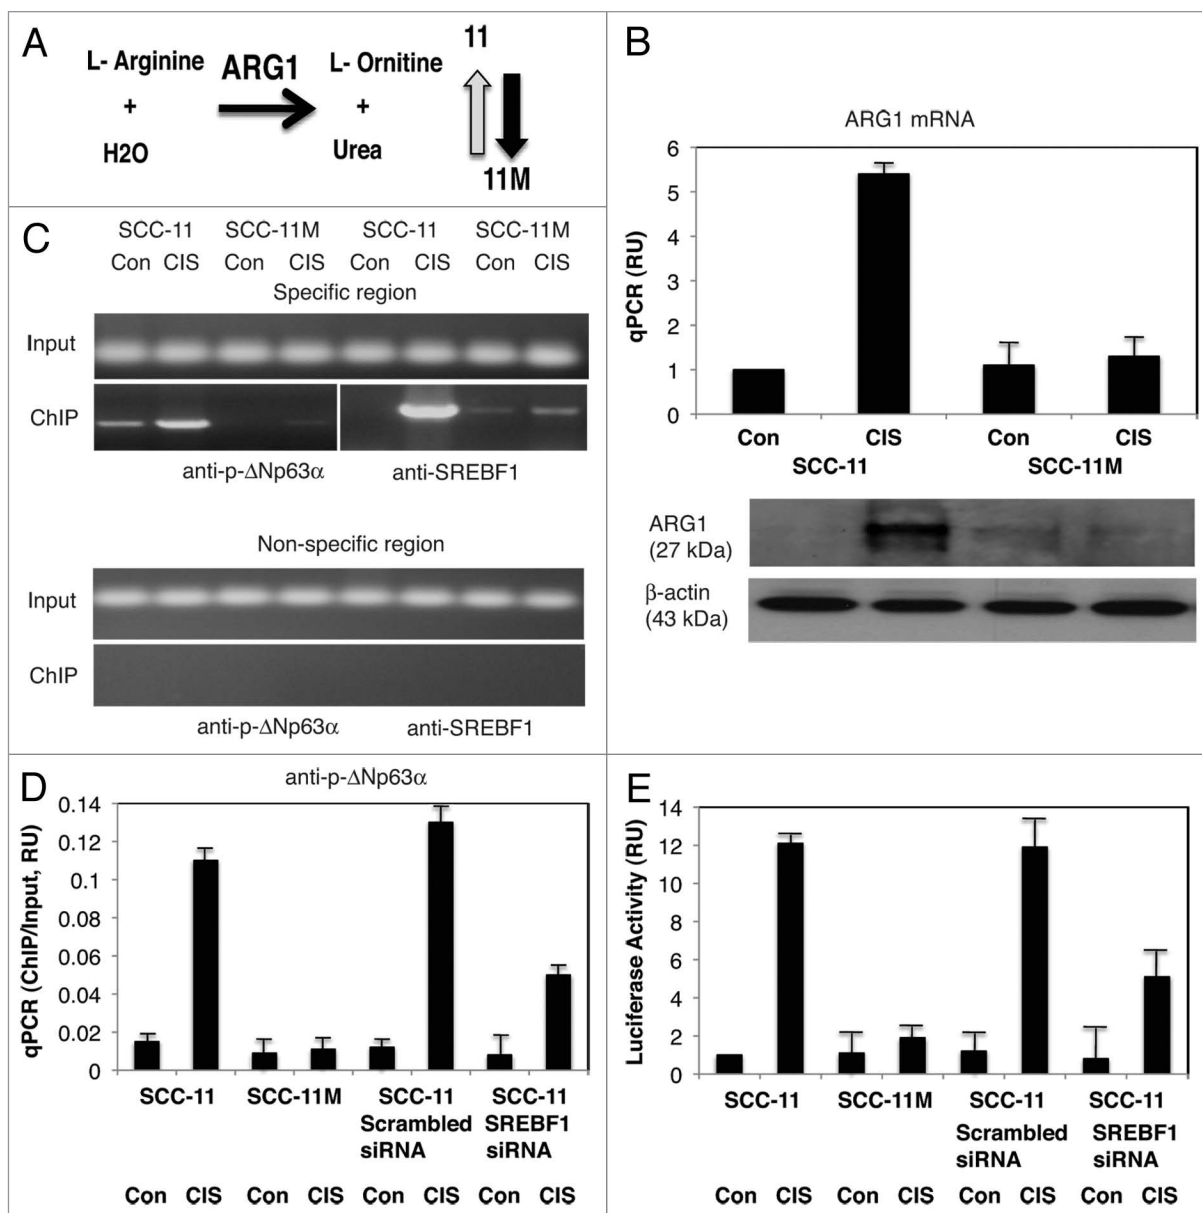 A
L- Arginine
+
H2O
ARG1
L- Ornitine
+
Urea
11
11M
B
ARG1 mRNA
qPCR (RU)
6
5
4
3
2
1
0
Con CIS Con CIS
SCC-11 SCC-11M
ARG1
(27 kDa)
β-actin
(43 kDa)
C
SCC-11 SCC-11M SCC-11 SCC-11M
Con CIS Con CIS Con CIS Con CIS
Specific region
Input
ChIP
anti-p-ΔNp63α anti-SREBF1
Non-specific region
Input
ChIP
anti-p-ΔNp63α anti-SREBF1
D
anti-p-ΔNp63α
qPCR (ChIP/Input, RU)
0.14
0.12
0.1
0.08
0.06
0.04
0.02
0
SCC-11 SCC-11M SCC-11 SCC-11
Scrambled SREBF1
siRNA siRNA
Con CIS Con CIS Con CIS Con CIS
E
Luciferase Activity (RU)
14
12
10
8
6
4
2
0
SCC-11 SCC-11M SCC-11 SCC-11
Scrambled SREBF1
siRNA siRNA
Con CIS Con CIS Con CIS Con CIS